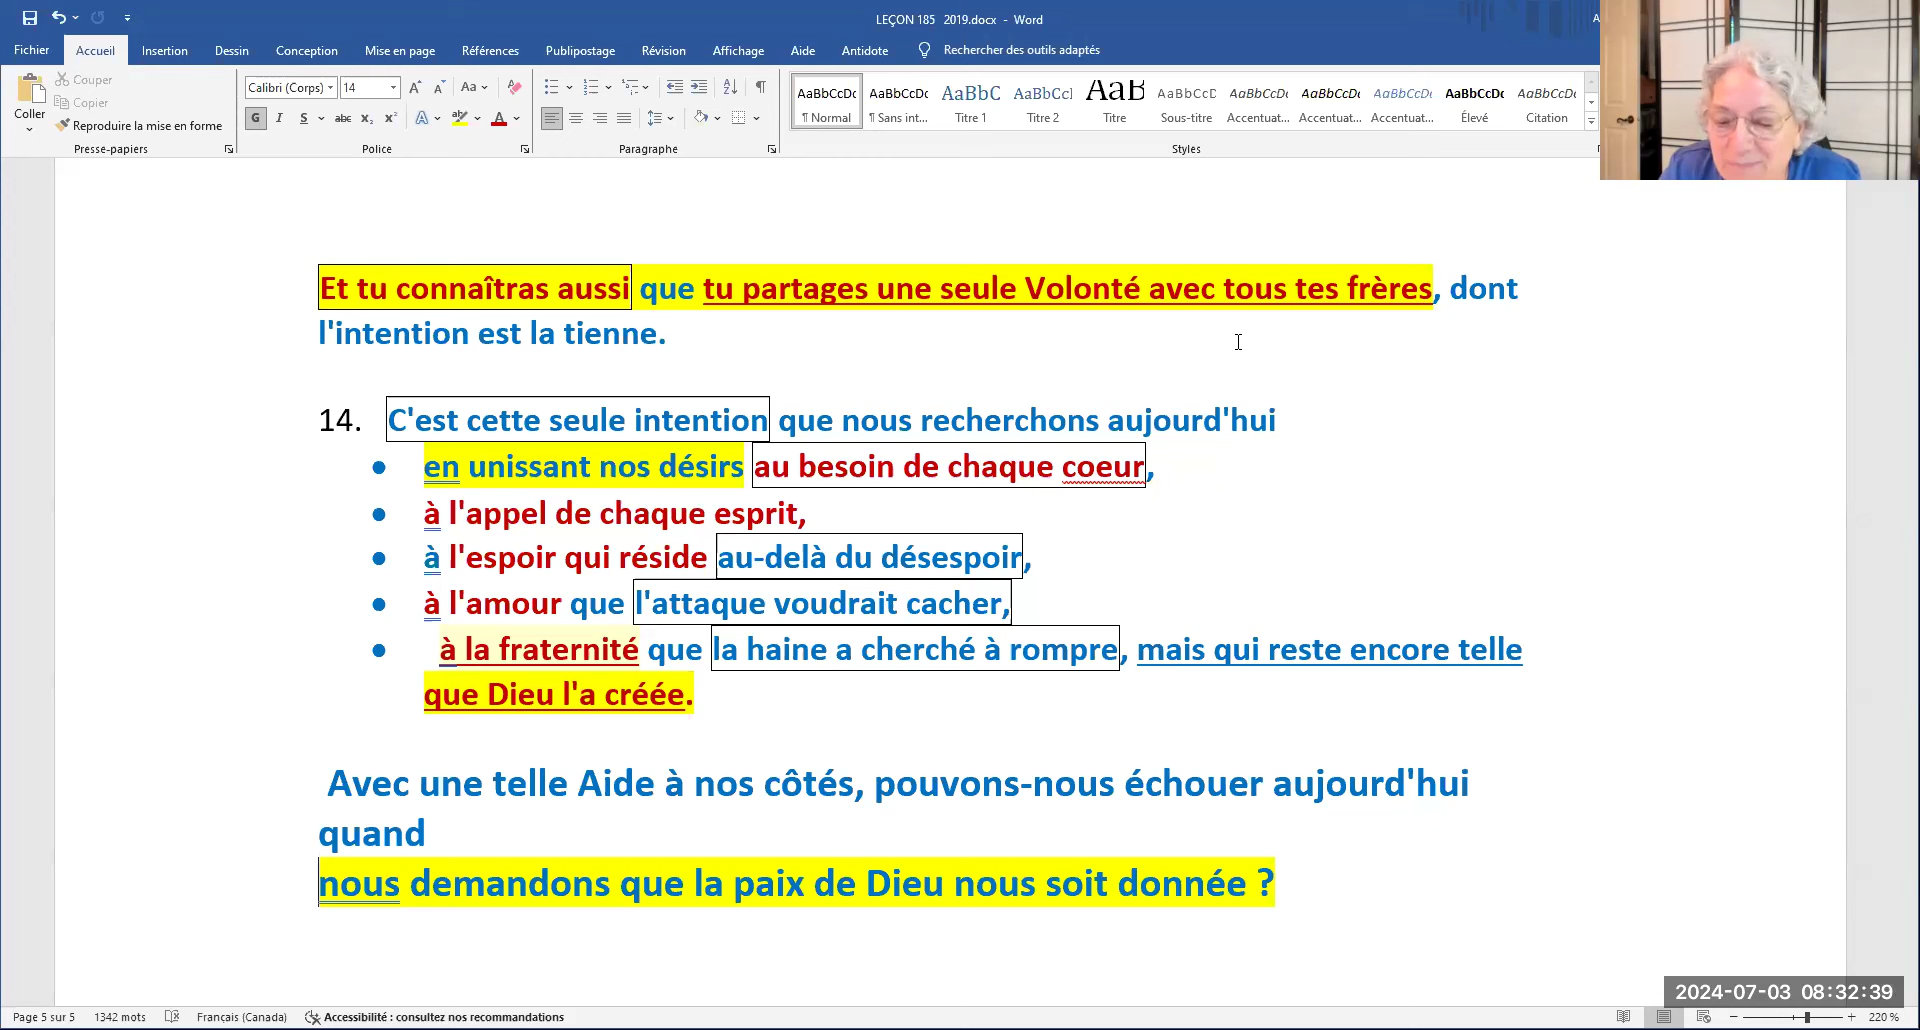 LEÇON 185 2019.docx - Word
Fichier Accueil Insertion Dessin Conception Mise en page Références Publipostage Révision Affichage Aide Antidote Rechercher des outils adaptés
Coller
Couper
Copier
Reproduire la mise en forme
Presse-papiers
Calibri (Corps) 14
G I S abc x₂ x²
Police
Paragraphe
AaBbCcDc AaBbCcDc AaBbC AaBbCcI AaB AaBbCcD AaBbCcDc AaBbCcDc AaBbCcDc AaBbCcDc AaBbCcDc
¶ Normal ¶ Sans int... Titre 1 Titre 2 Titre Sous-titre Accentuat... Accentuat... Accentuat... Élevé Citation
Styles
Et tu connaîtras aussi que tu partages une seule Volonté avec tous tes frères, dont
l'intention est la tienne.
14. C'est cette seule intention que nous recherchons aujourd'hui
• en unissant nos désirs au besoin de chaque coeur,
• à l'appel de chaque esprit,
• à l'espoir qui réside au-delà du désespoir,
• à l'amour que l'attaque voudrait cacher,
• à la fraternité que la haine a cherché à rompre, mais qui reste encore telle
que Dieu l'a créée.
Avec une telle Aide à nos côtés, pouvons-nous échouer aujourd'hui
quand
nous demandons que la paix de Dieu nous soit donnée ?
2024-07-03 08:32:39
Page 5 sur 5 1342 mots Français (Canada) Accessibilité : consultez nos recommandations 220 %